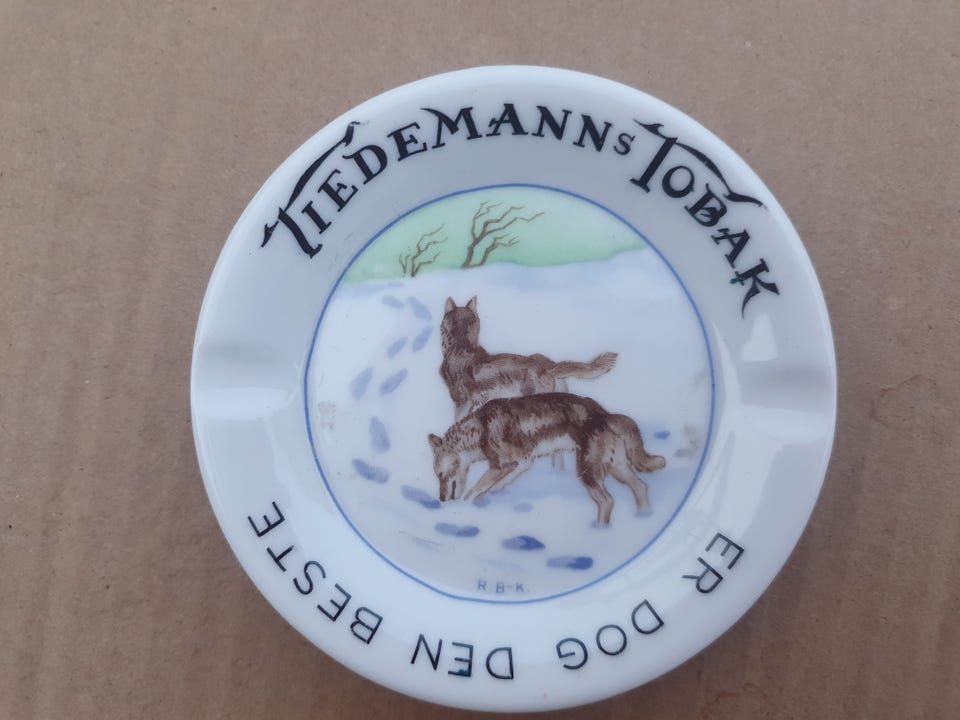 TIEDEMANNS TOBAK
R.B-K.
ER DOG DEN BESTE